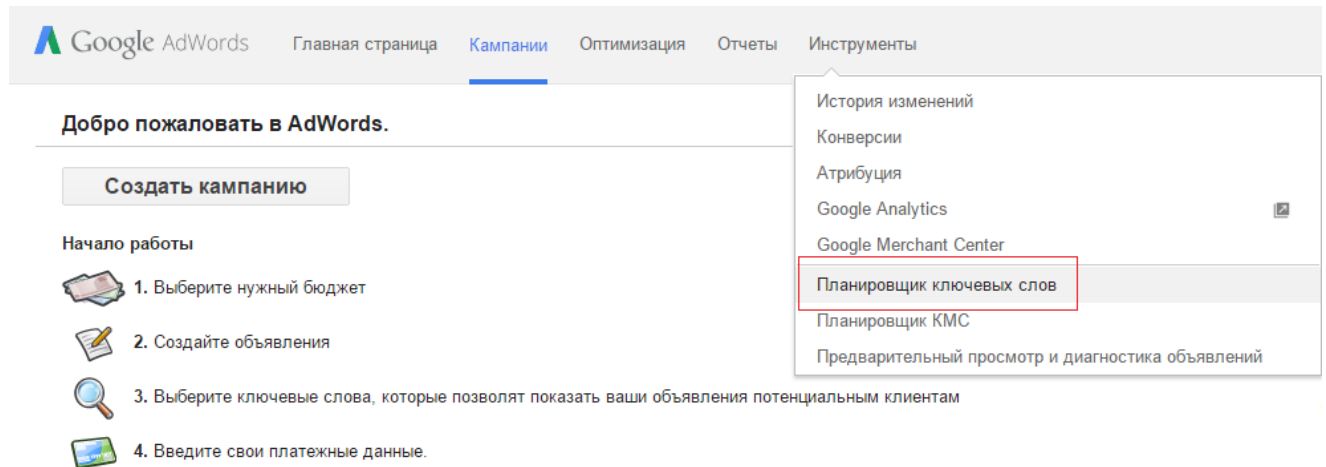 Google AdWords Главная страница Кампании Оптимизация Отчеты Инструменты
Добро пожаловать в AdWords.
Создать кампанию
Начало работы
1. Выберите нужный бюджет
2. Создайте объявления
3. Выберите ключевые слова, которые позволят показать ваши объявления потенциальным клиентам
4. Введите свои платежные данные.
История изменений
Конверсии
Атрибуция
Google Analytics
Google Merchant Center
Планировщик ключевых слов
Планировщик КМС
Предварительный просмотр и диагностика объявлений